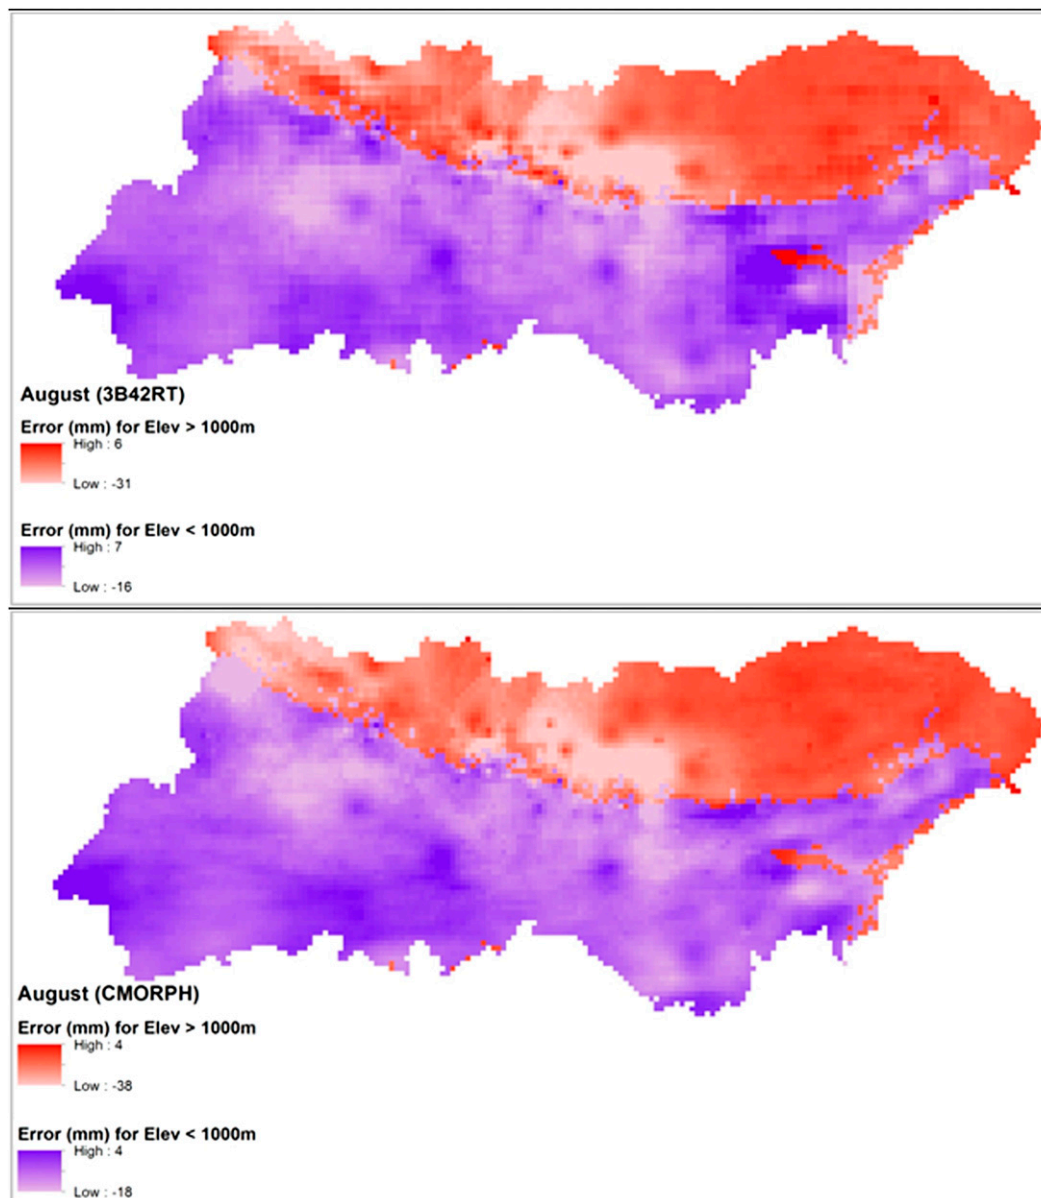 August (3B42RT)
Error (mm) for Elev > 1000m
High : 6
Low : -31
Error (mm) for Elev < 1000m
High : 7
Low : -16
August (CMORPH)
Error (mm) for Elev > 1000m
High : 4
Low : -38
Error (mm) for Elev < 1000m
High : 4
Low : -18